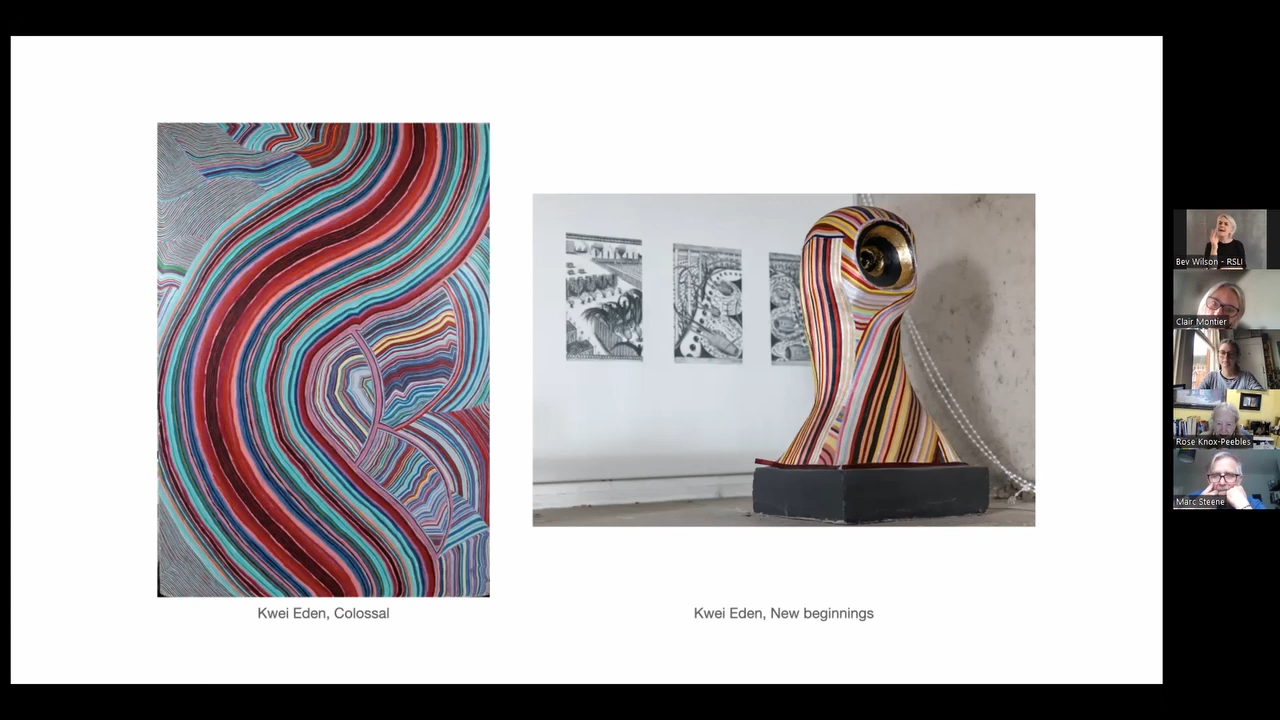 Kwei Eden, Colossal
Kwei Eden, New beginnings
Bev Wilson - RSLI
Clair Montier
Rose Knox-Peebles
Marc Steene